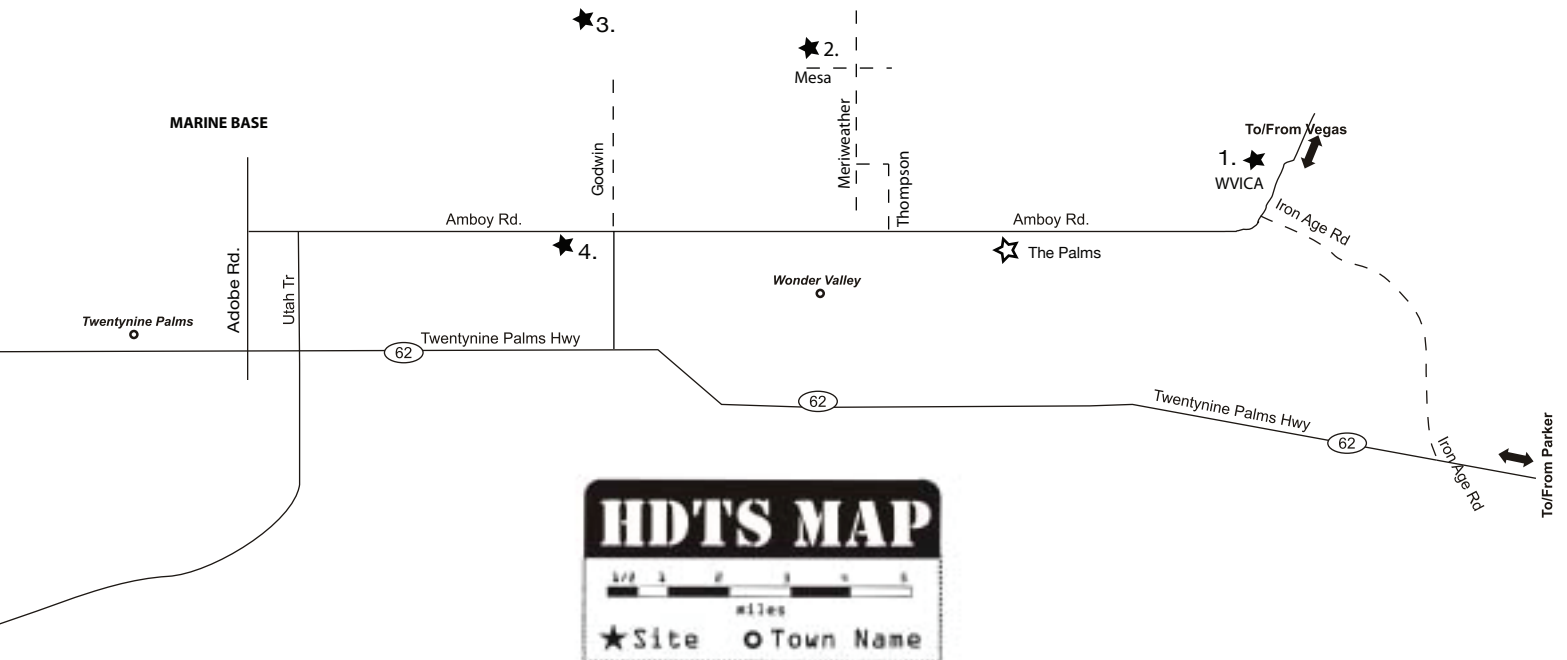 3.
2.
Mesa
MARINE BASE
To/From Vegas
1.
WVICA
Godwin
Meriweather
Thompson
Iron Age Rd
Amboy Rd.
Amboy Rd.
4.
The Palms
Adobe Rd.
Utah Tr
Wonder Valley
Twentynine Palms
Twentynine Palms Hwy
62
62
Twentynine Palms Hwy
62
Iron Age Rd
To/From Parker
HDTS MAP
1/2 1 2 3 4 5
miles
Site
Town Name